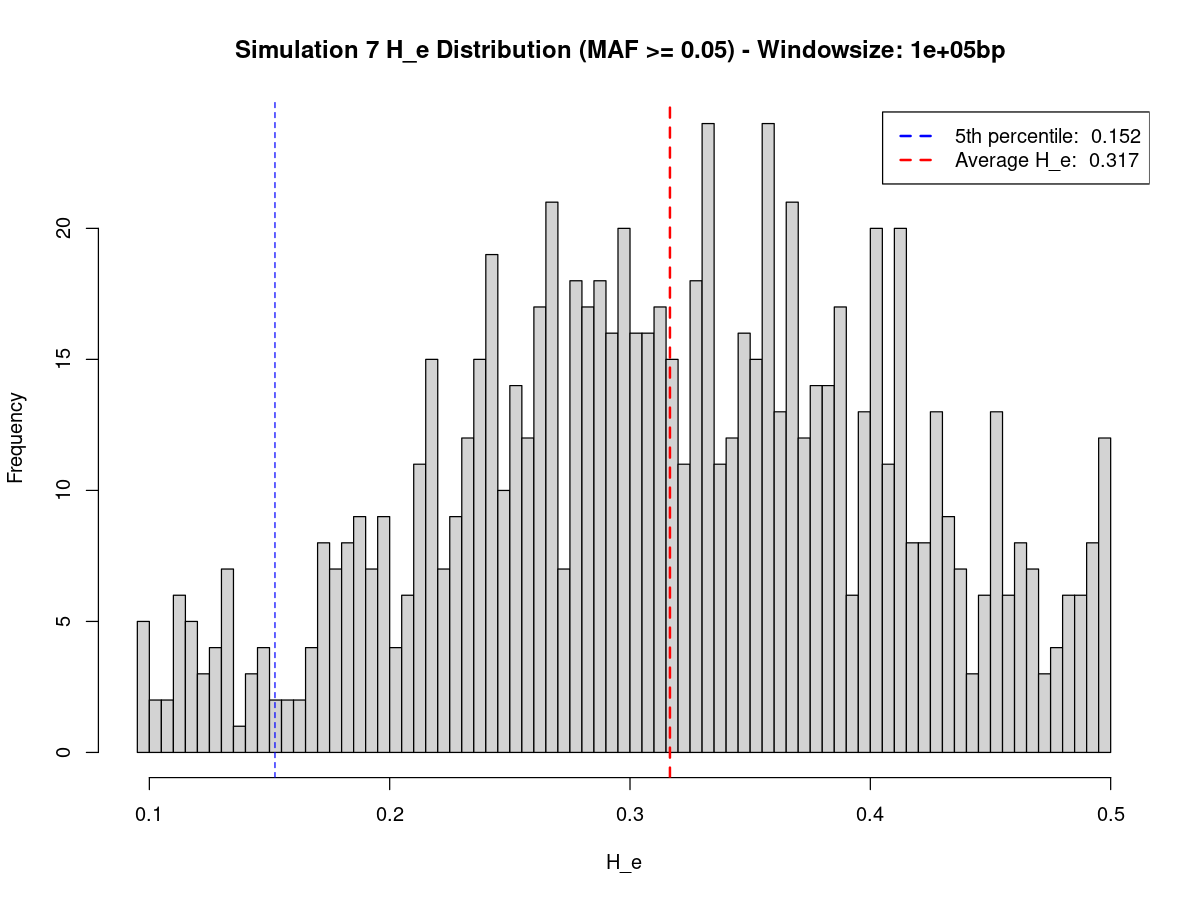 Simulation 7 H_e Distribution (MAF >= 0.05) - Windowsize: 1e+05bp
5th percentile:  0.152
Average H_e:  0.317
Frequency
20
15
10
5
0
0.1
0.2
0.3
0.4
0.5
H_e